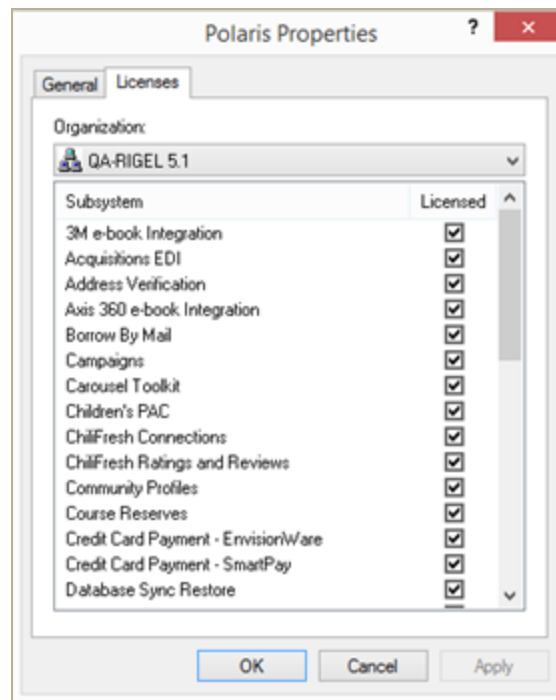 Polaris Properties ? ×
General Licenses
Organization:
QA-RIGEL 5.1
Subsystem Licensed
3M e-book Integration
Acquisitions EDI
Address Verification
Axis 360 e-book Integration
Borrow By Mail
Campaigns
Carousel Toolkit
Children's PAC
ChiliFresh Connections
ChiliFresh Ratings and Reviews
Community Profiles
Course Reserves
Credit Card Payment - EnvisionWare
Credit Card Payment - SmartPay
Database Sync Restore
OK Cancel Apply